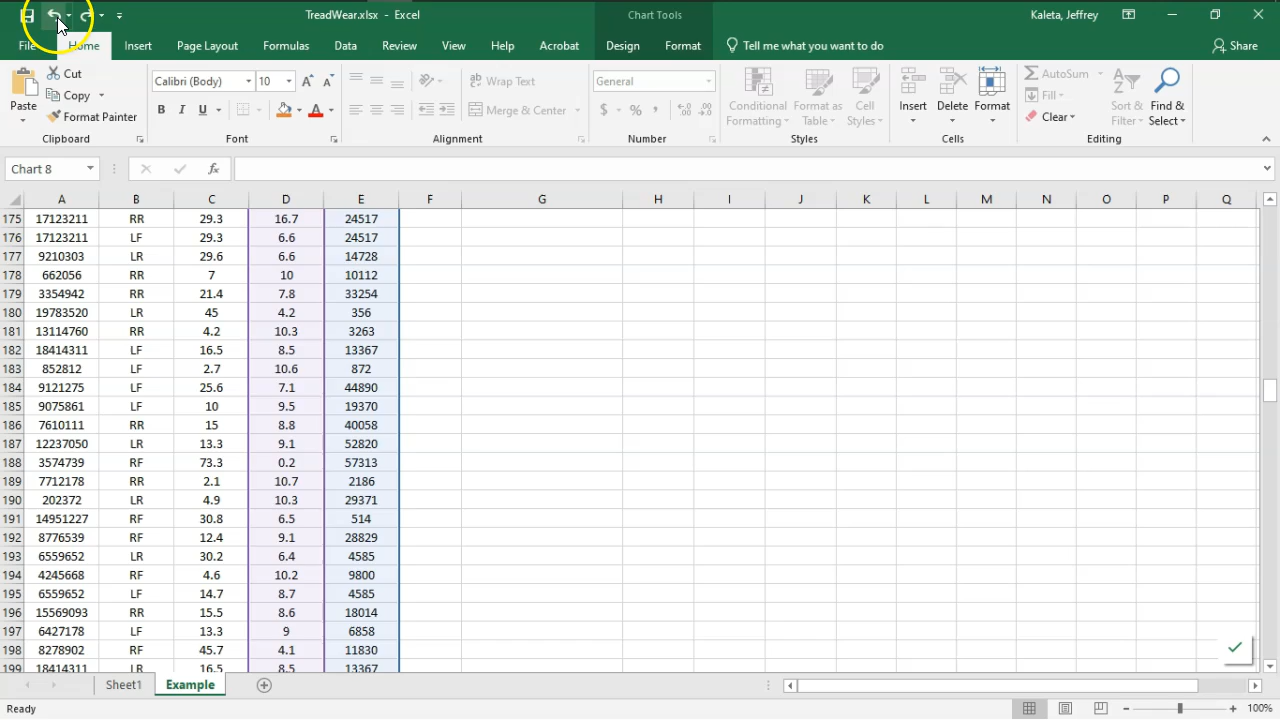 TreadWear.xlsx - Excel
Chart Tools
Kaleta, Jeffrey
File Home Insert Page Layout Formulas Data Review View Help Acrobat Design Format Tell me what you want to do Share
Paste
Cut
Copy
Format Painter
Clipboard
Calibri (Body) 10
B I U
Font
Wrap Text
Merge & Center
Alignment
General
$ % ,
Number
Conditional Formatting
Format as Table
Cell Styles
Styles
Insert
Delete
Format
Cells
AutoSum
Fill
Clear
Sort & Filter
Find & Select
Editing
Chart 8
fx
A B C D E F G H I J K L M N O P Q
175 17123211 RR 29.3 16.7 24517
176 17123211 LF 29.3 6.6 24517
177 9210303 LR 29.6 6.6 14728
178 662056 RR 7 10 10112
179 3354942 RR 21.4 7.8 33254
180 19783520 LR 45 4.2 356
181 13114760 RR 4.2 10.3 3263
182 18414311 LF 16.5 8.5 13367
183 852812 LF 2.7 10.6 872
184 9121275 LF 25.6 7.1 44890
185 9075861 LF 10 9.5 19370
186 7610111 RR 15 8.8 40058
187 12237050 LR 13.3 9.1 52820
188 3574739 RF 73.3 0.2 57313
189 7712178 RR 2.1 10.7 2186
190 202372 LR 4.9 10.3 29371
191 14951227 RF 30.8 6.5 514
192 8776539 RF 12.4 9.1 28829
193 6559652 LR 30.2 6.4 4585
194 4245668 RF 4.6 10.2 9800
195 6559652 LF 14.7 8.7 4585
196 15569093 RR 15.5 8.6 18014
197 6427178 LF 13.3 9 6858
198 8278902 RF 45.7 4.1 11830
199 18414311 LR 16.5 8.5 13367
Sheet1 Example
Ready
100%